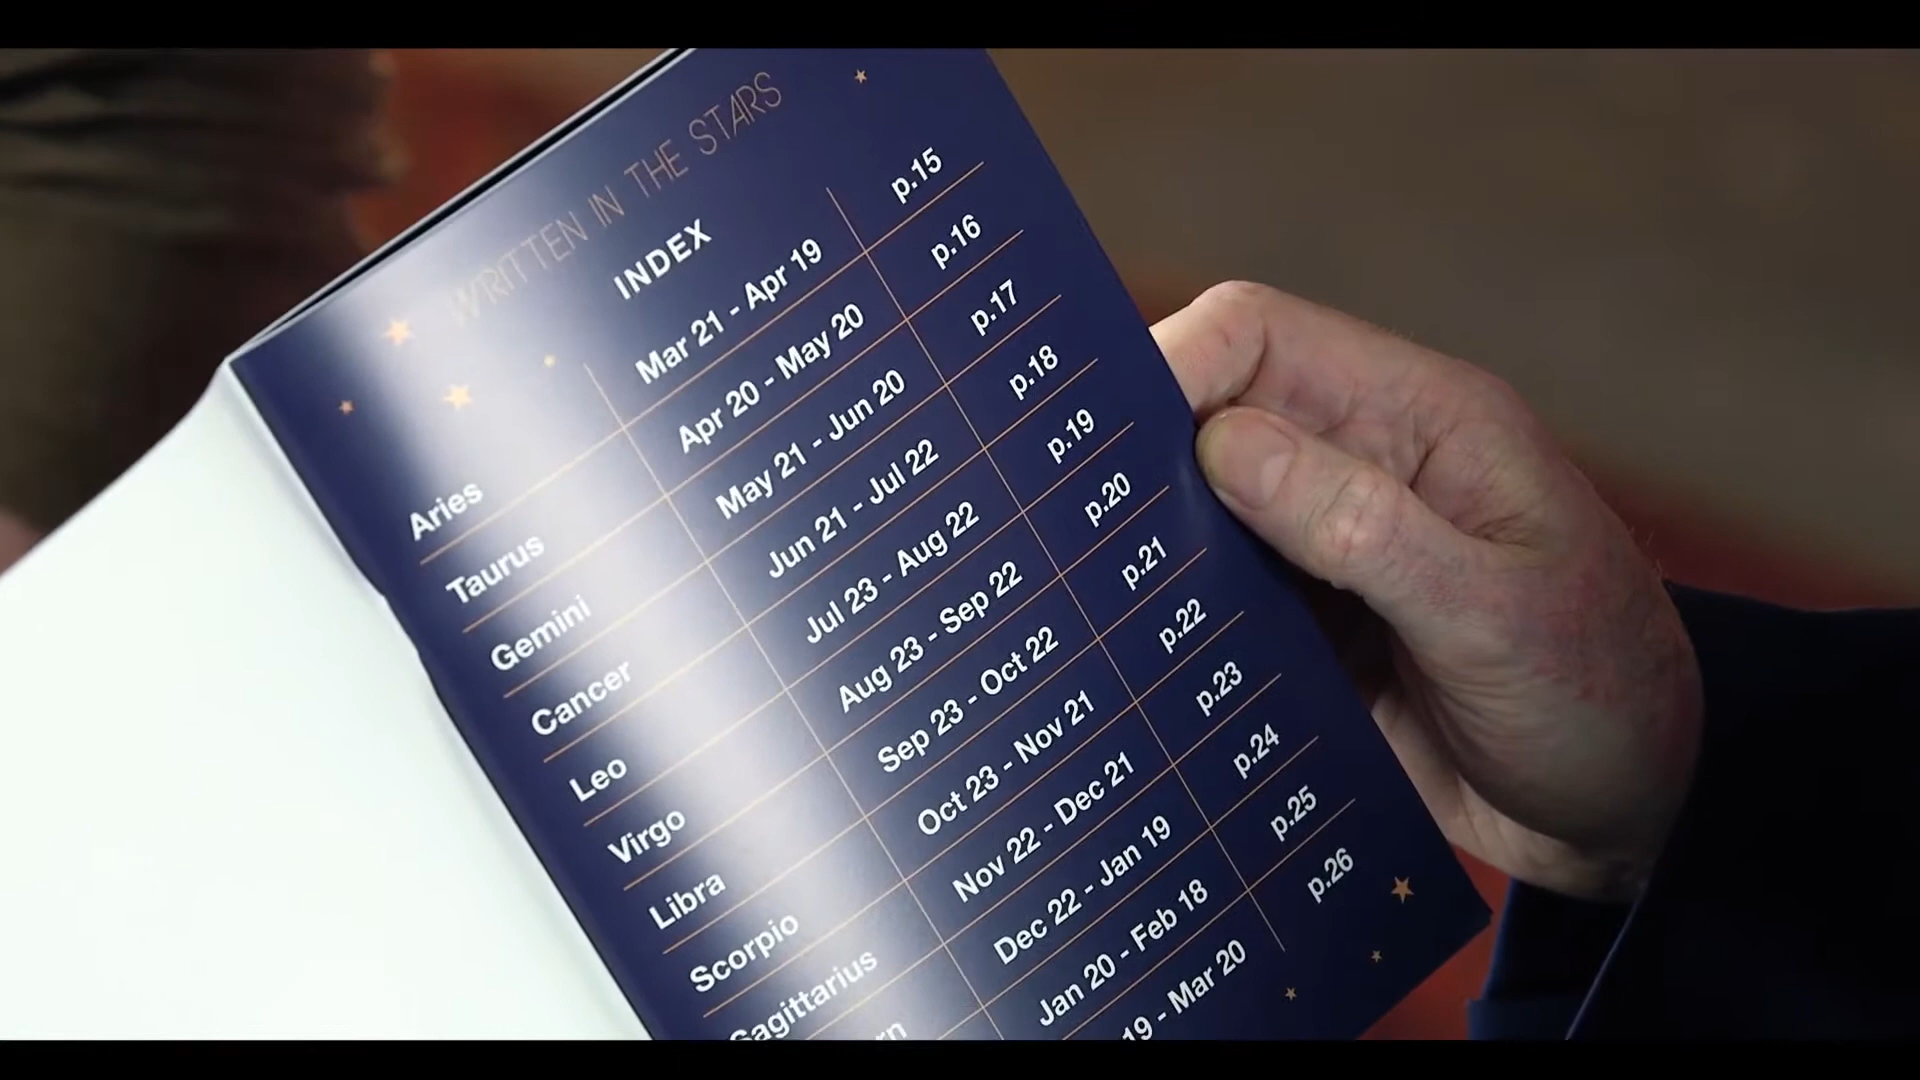 WRITTEN IN THE STARS
INDEX
Aries Mar 21 - Apr 19 p.15
Taurus Apr 20 - May 20 p.16
Gemini May 21 - Jun 20 p.17
Cancer Jun 21 - Jul 22 p.18
Leo Jul 23 - Aug 22 p.19
Virgo Aug 23 - Sep 22 p.20
Libra Sep 23 - Oct 22 p.21
Scorpio Oct 23 - Nov 21 p.22
Sagittarius Nov 22 - Dec 21 p.23
rn Dec 22 - Jan 19 p.24
Jan 20 - Feb 18 p.25
19 - Mar 20 p.26